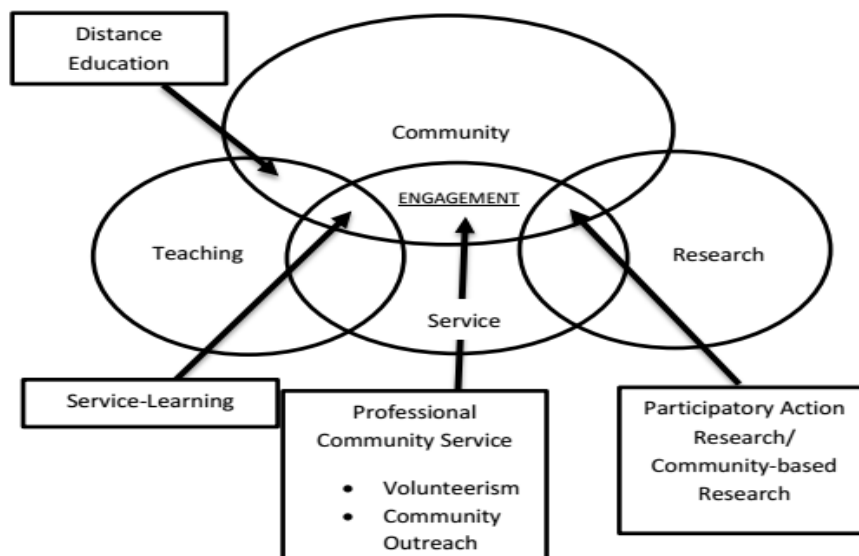 Distance
Education
Community
ENGAGEMENT
Teaching
Research
Service
Service-Learning
Professional
Community Service
• Volunteerism
• Community
Outreach
Participatory Action
Research/
Community-based
Research